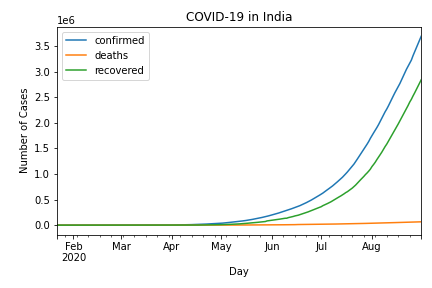 COVID-19 in India
1e6
confirmed
deaths
recovered
3.5
3.0
2.5
2.0
1.5
1.0
0.5
0.0
Number of Cases
Feb Mar Apr May Jun Jul Aug
2020
Day